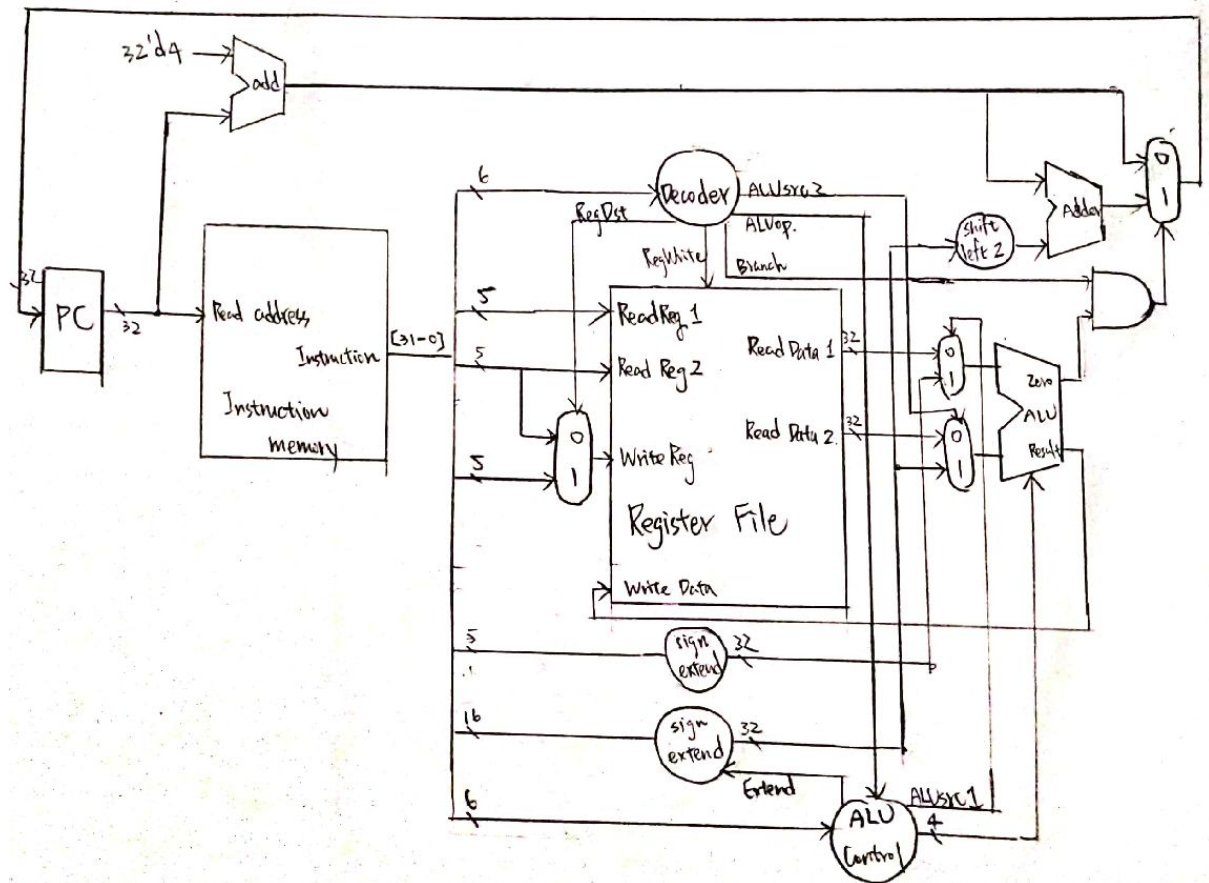 32'd4
add
6
Decoder
ALUsrc2
RegDst
ALUop.
RegWrite
Branch
shift
left 2
Adder
0
1
32
PC
32
Read address
Instruction
[31-0]
Instruction
memory
5
Read Reg 1
5
Read Reg 2
0
1
5
Write Reg
Register File
Write Data
Read Data 1
32
Read Data 2
32
0
1
0
1
Zero
ALU
Result
5
sign
extend
32
16
sign
extend
32
Extend
6
ALU
Control
ALUsrc1
4